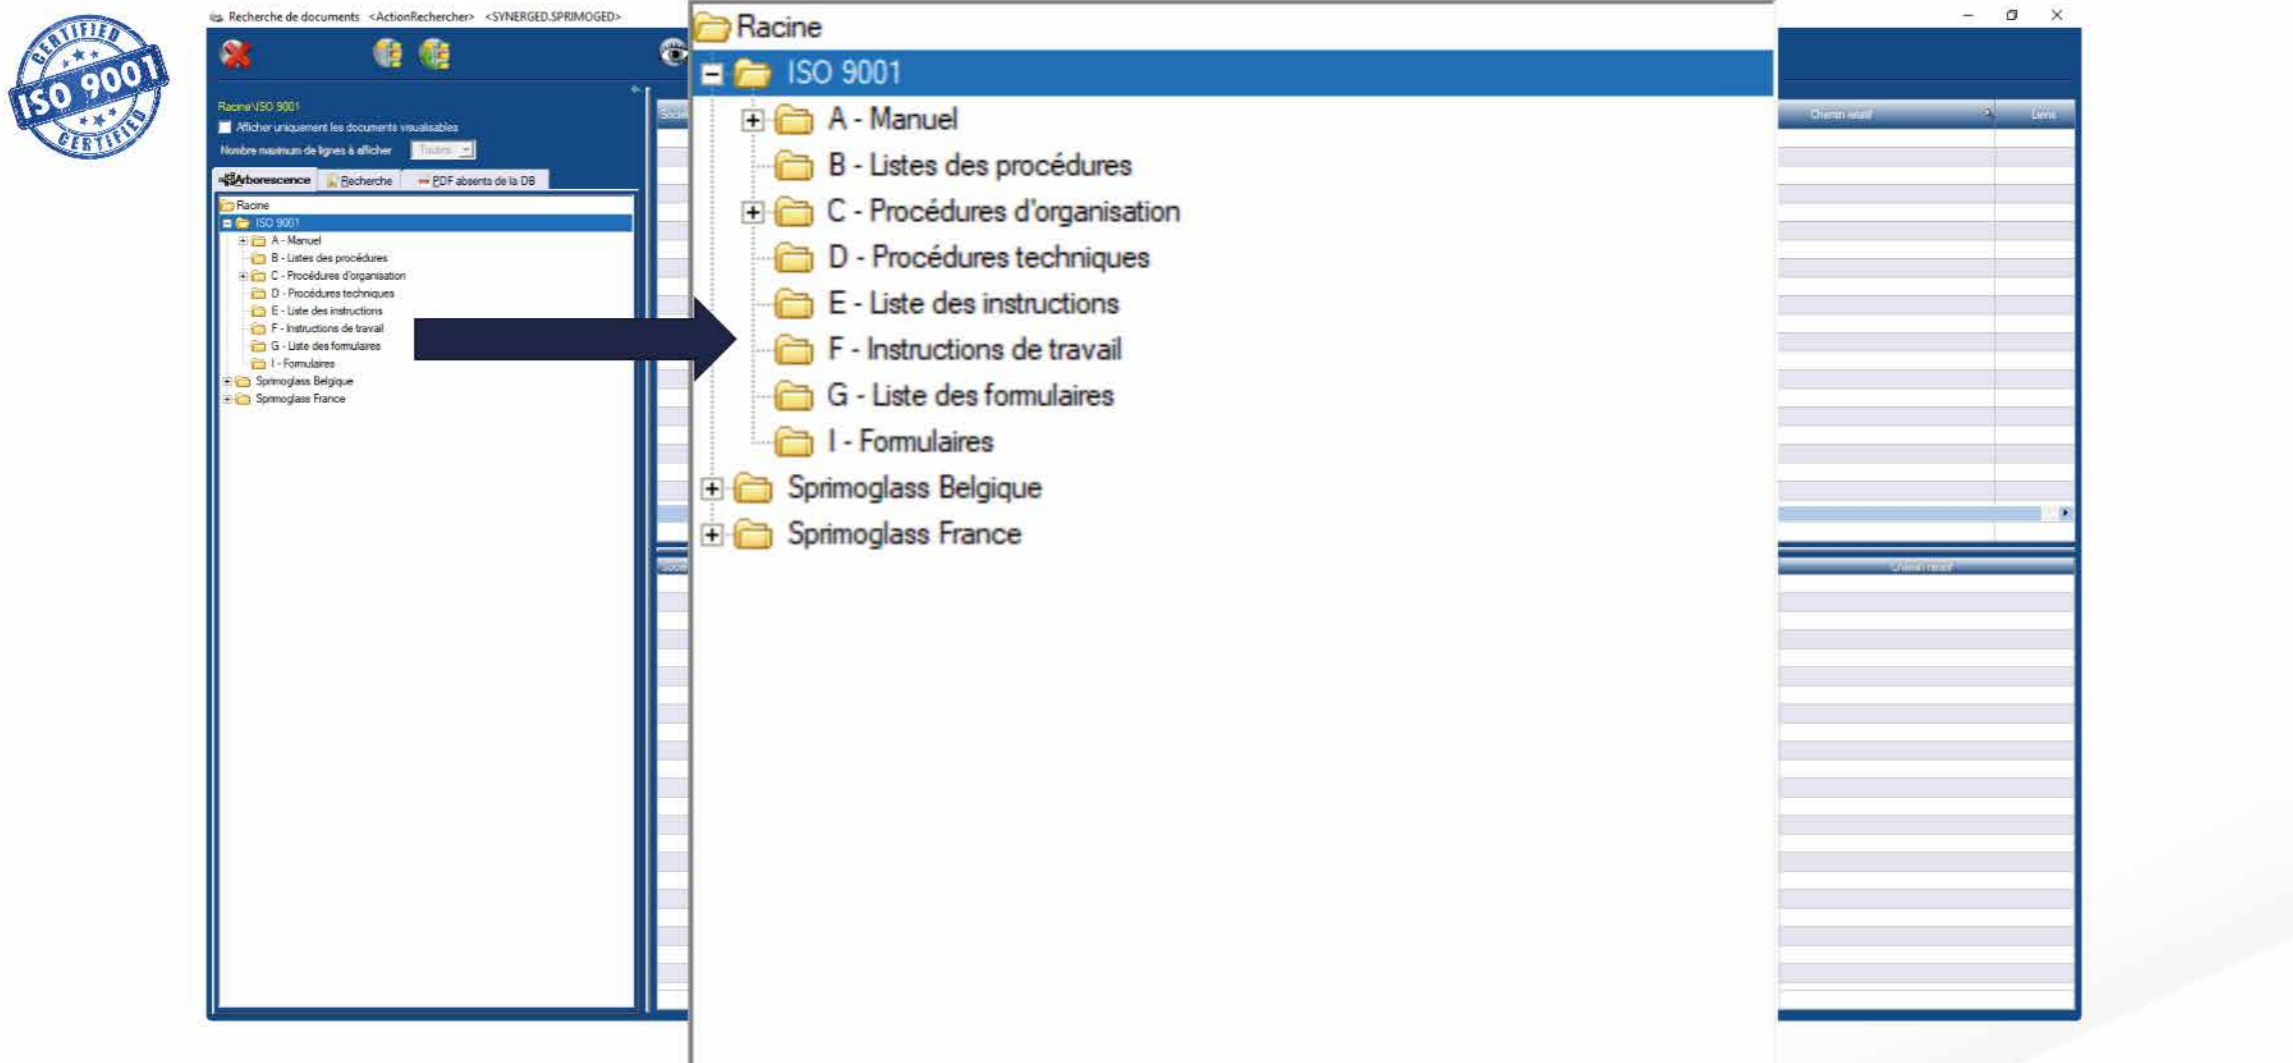 CERTIFIED
ISO 9001
CERTIFIED
Recherche de documents <ActionRechercher> <SYNERGED.SPRIMOGED>
Racine\ISO 9001
Afficher uniquement les documents visualisables
Nombre maximum de lignes à afficher Toutes
Arborescence Recherche PDF absents de la DB
Racine
ISO 9001
A - Manuel
B - Listes des procédures
C - Procédures d'organisation
D - Procédures techniques
E - Liste des instructions
F - Instructions de travail
G - Liste des formulaires
I - Formulaires
Sprimoglass Belgique
Sprimoglass France
Racine
ISO 9001
A - Manuel
B - Listes des procédures
C - Procédures d'organisation
D - Procédures techniques
E - Liste des instructions
F - Instructions de travail
G - Liste des formulaires
I - Formulaires
Sprimoglass Belgique
Sprimoglass France
Chemin relatif Liens
Chemin relatif